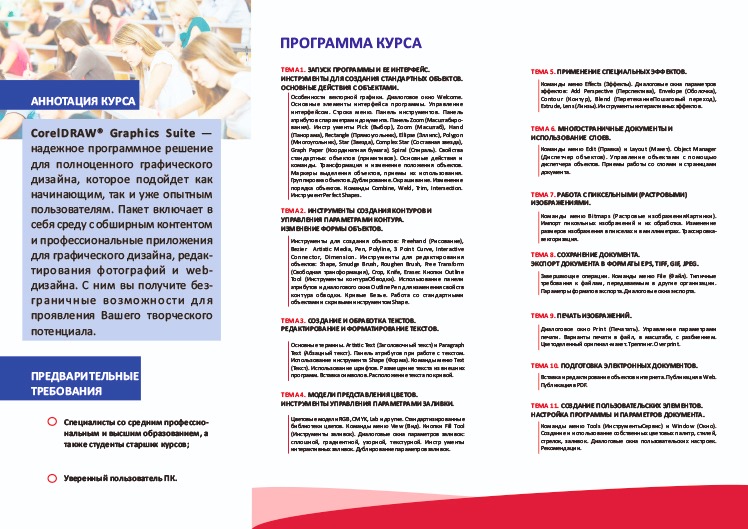 АННОТАЦИЯ КУРСА
CorelDRAW® Graphics Suite —
надежное программное решение
для полноценного графического
дизайна, которое подойдет как
начинающим, так и уже опытным
пользователям. Пакет включает в
себя среду с обширным контентом
и профессиональные приложения
для графического дизайна, редак-
тирования фотографий и web-
дизайна. С ним вы получите без-
граничные возможности для
проявления Вашего творческого
потенциала.
ПРЕДВАРИТЕЛЬНЫЕ
ТРЕБОВАНИЯ
Специалисты со средним профессио-
нальным и высшим образованием, а
также студенты старших курсов;
Уверенный пользователь ПК.
ПРОГРАММА КУРСА
ТЕМА 1. ЗАПУСК ПРОГРАММЫ И ЕЕ ИНТЕРФЕЙС.
ИНСТРУМЕНТЫ ДЛЯ СОЗДАНИЯ СТАНДАРТНЫХ ОБЪЕКТОВ.
ОСНОВНЫЕ ДЕЙСТВИЯ С ОБЪЕКТАМИ.
Особенности векторной графики. Диалоговое окно Welcome.
Основные элементы интерфейса программы. Управление
интерфейсом. Строка меню. Панель инструментов. Панель
атрибутов и параметров документа. Панель Zoom (Масштабиро-
вание). Инструменты Pick (Выбор), Zoom (Масштаб), Hand
(Панорама), Rectangle (Прямоугольник), Ellipse (Эллипс), Polygon
(Многоугольник), Star (Звезда), Complex Star (Составная звезда),
Graph Paper (Координатная бумага), Spiral (Спираль). Свойства
стандартных объектов (примитивов). Основные действия и
команды. Трансформация и изменение положения объектов.
Маркеры выделения объектов, приемы их использования.
Группировка объектов. Дублирование. Окрашивание. Изменение
порядка объектов. Команды Combine, Weld, Trim, Intersection.
Инструмент Perfect Shapes.
ТЕМА 2. ИНСТРУМЕНТЫ СОЗДАНИЯ КОНТУРОВ И
УПРАВЛЕНИЯ ПАРАМЕТРАМИ КОНТУРА.
ИЗМЕНЕНИЕ ФОРМЫ ОБЪЕКТОВ.
Инструменты для создания объектов: Freehand (Рисование),
Bezier Artistic Media, Pen, Polyline, 3 Point Curve, Interactive
Connector, Dimension. Инструменты для редактирования
объектов: Shape, Smudge Brush, Roughen Brush, Free Transform
(Свободная трансформация), Crop, Knife, Eraser. Кнопки Outline
Tool (Инструменты контура/Обводки). Использование панели
атрибутов и диалогового окна Outline Pen для изменения свойств
контура обводки. Кривые Безье. Работа со стандартными
объектами с кривыми инструментом Shape.
ТЕМА 3. СОЗДАНИЕ И ОБРАБОТКА ТЕКСТОВ.
РЕДАКТИРОВАНИЕ И ФОРМАТИРОВАНИЕ ТЕКСТОВ.
Основные термины. Artistic Text (Заголовочный текст) и Paragraph
Text (Абзацный текст). Панель атрибутов при работе с текстом.
Использование инструмента Shape (Форма). Команды меню Text
(Текст). Использование шрифтов. Размещение текста из внешних
программ. Вставка символов. Расположение текста по кривой.
ТЕМА 4. МОДЕЛИ ПРЕДСТАВЛЕНИЯ ЦВЕТОВ.
ИНСТРУМЕНТЫ УПРАВЛЕНИЯ ПАРАМЕТРАМИ ЗАЛИВКИ.
Цветовые модели RGB, CMYK, Lab и другие. Стандартизированные
библиотеки цветов. Команды меню View (Вид). Кнопки Fill Tool
(Инструменты заливок). Диалоговые окна параметров заливок:
сплошной, градиентной, узорной, текстурной. Инструменты
интерактивных заливок. Дублирование параметров заливок.
ТЕМА 5. ПРИМЕНЕНИЕ СПЕЦИАЛЬНЫХ ЭФФЕКТОВ.
Команды меню Effects (Эффекты). Диалоговые окна параметров
эффектов: Add Perspective (Перспектива), Envelope (Оболочка),
Contour (Контур), Blend (Перетекание/Пошаговый переход),
Extrude, Lens (Линзы). Инструменты интерактивных эффектов.
ТЕМА 6. МНОГОСТРАНИЧНЫЕ ДОКУМЕНТЫ И
ИСПОЛЬЗОВАНИЕ СЛОЕВ.
Команды меню Edit (Правка) и Layout (Макет). Object Manager
(Диспетчер объектов). Управление объектами с помощью
диспетчера объектов. Приемы работы со слоями и страницами
документа.
ТЕМА 7. РАБОТА С ПИКСЕЛЬНЫМИ (РАСТРОВЫМИ)
ИЗОБРАЖЕНИЯМИ.
Команды меню Bitmaps (Растровые изображения/Картинки).
Импорт пиксельных изображений и их обработка. Изменение
размеров изображения в пикселах и в миллиметрах. Трассировка-
векторизация.
ТЕМА 8. СОХРАНЕНИЕ ДОКУМЕНТА.
ЭКСПОРТ ДОКУМЕНТА В ФОРМАТЫ EPS, TIFF, GIF, JPEG.
Завершающие операции. Команды меню File (Файл). Типичные
требования к файлам, передаваемым в другие организации.
Параметры форматов экспорта. Диалоговые окна экспорта.
ТЕМА 9. ПЕЧАТЬ ИЗОБРАЖЕНИЙ.
Диалоговое окно Print (Печатать). Управление параметрами
печати. Варианты печати в файл, в масштабе, с разбиением.
Цветоделенный оригинал-макет. Треппинг. Overprint.
ТЕМА 10. ПОДГОТОВКА ЭЛЕКТРОННЫХ ДОКУМЕНТОВ.
Вставка и редактирование объектов интернета. Публикация в Web.
Публикация в PDF.
ТЕМА 11. СОЗДАНИЕ ПОЛЬЗОВАТЕЛЬСКИХ ЭЛЕМЕНТОВ.
НАСТРОЙКА ПРОГРАММЫ И ПАРАМЕТРОВ ДОКУМЕНТА.
Команды меню Tools (Инструменты/Сервис) и Window (Окно).
Создание и использование собственных цветовых палитр, стилей,
стрелок, заливок. Диалоговые окна пользовательских настроек.
Рекомендации.